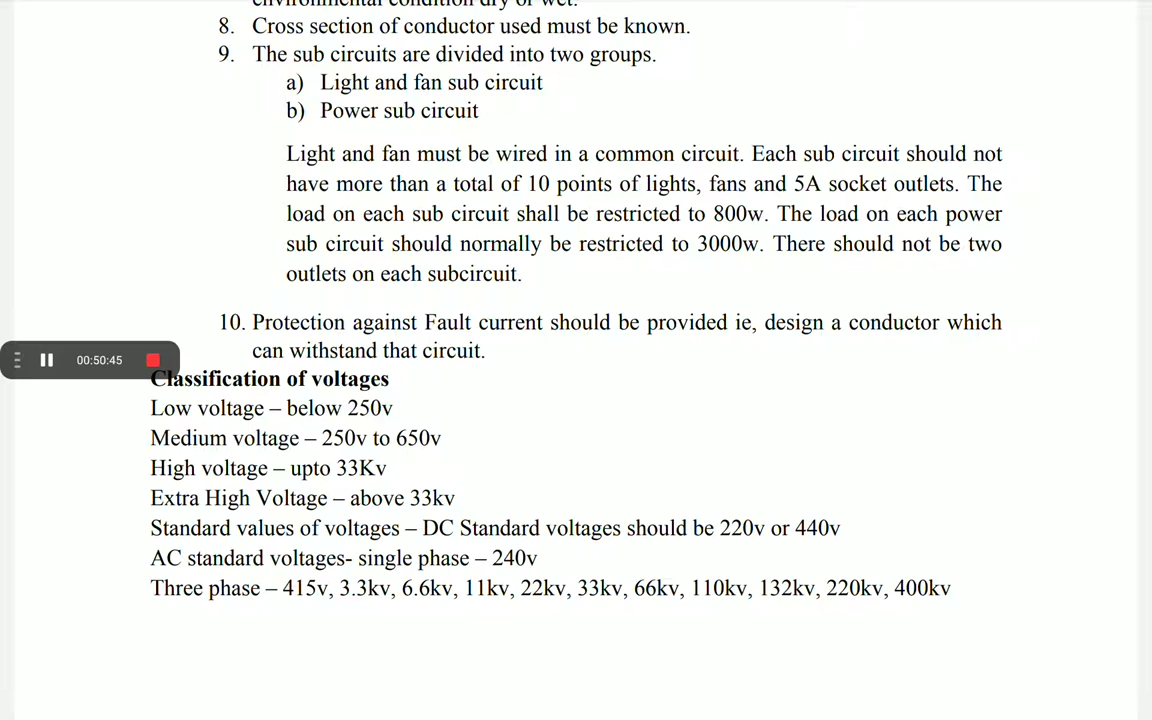 environmental condition dry or wet.
8. Cross section of conductor used must be known.
9. The sub circuits are divided into two groups.
a) Light and fan sub circuit
b) Power sub circuit
Light and fan must be wired in a common circuit. Each sub circuit should not
have more than a total of 10 points of lights, fans and 5A socket outlets. The
load on each sub circuit shall be restricted to 800w. The load on each power
sub circuit should normally be restricted to 3000w. There should not be two
outlets on each subcircuit.
10. Protection against Fault current should be provided ie, design a conductor which
can withstand that circuit.
00:50:45
Classification of voltages
Low voltage – below 250v
Medium voltage – 250v to 650v
High voltage – upto 33Kv
Extra High Voltage – above 33kv
Standard values of voltages – DC Standard voltages should be 220v or 440v
AC standard voltages- single phase – 240v
Three phase – 415v, 3.3kv, 6.6kv, 11kv, 22kv, 33kv, 66kv, 110kv, 132kv, 220kv, 400kv